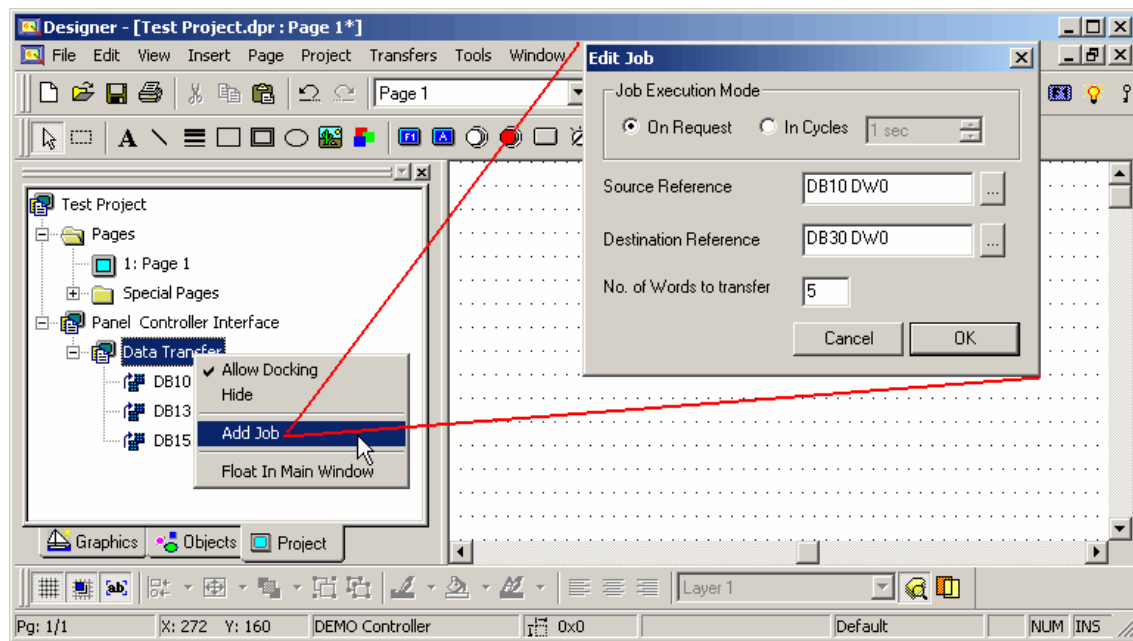 Designer - [Test Project.dpr : Page 1*]
File Edit View Insert Page Project Transfers Tools Window
Page 1
Edit Job
Job Execution Mode
On Request In Cycles 1 sec
Source Reference DB10 DW0 ...
Destination Reference DB30 DW0 ...
No. of Words to transfer 5
Cancel OK
Test Project
Pages
1: Page 1
Special Pages
Panel Controller Interface
Data Transfer
DB10
DB13
DB15
Allow Docking
Hide
Add Job
Float In Main Window
Graphics Objects Project
Layer 1
Pg: 1/1 X: 272 Y: 160 DEMO Controller 0x0 Default NUM INS